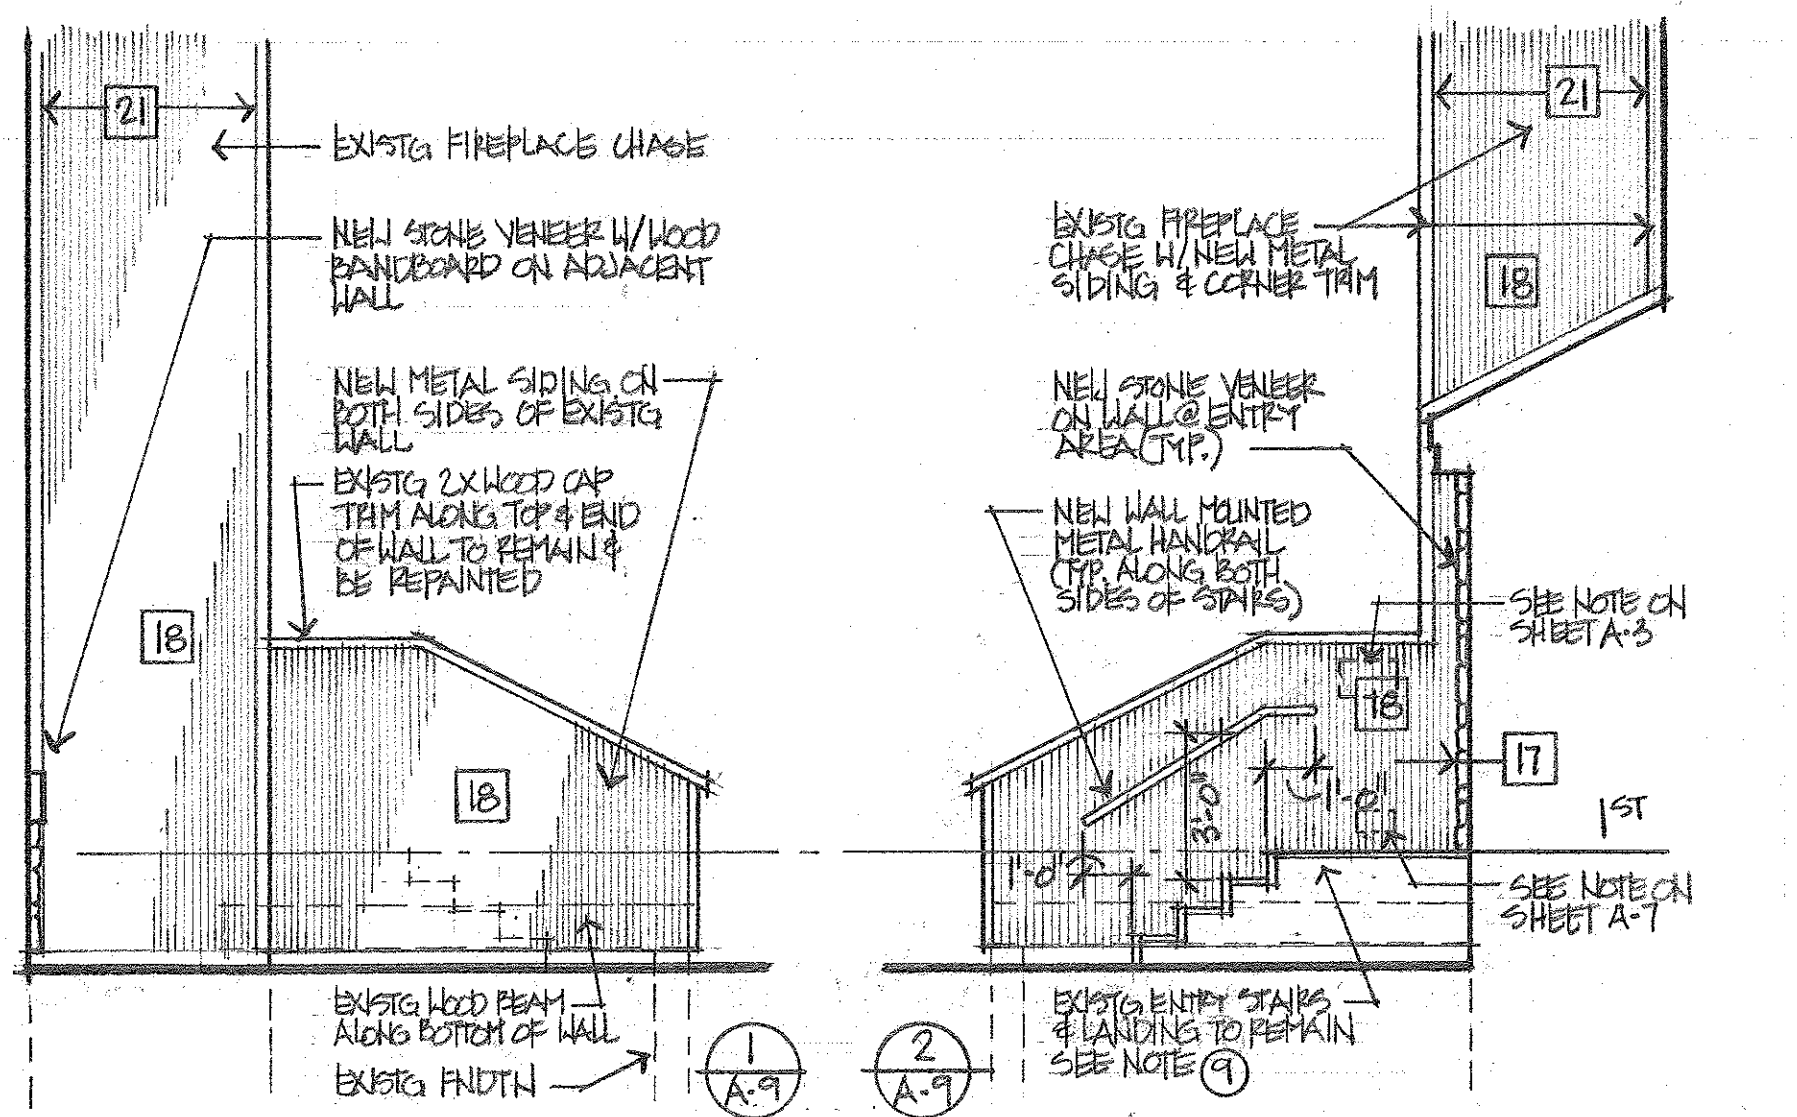 21
EXISTG FIREPLACE CHASE
NEW STONE VENEER W/WOOD
BANDBOARD ON ADJACENT
WALL
NEW METAL SIDING ON
BOTH SIDES OF EXISTG
WALL
EXISTG 2X WOOD CAP
TRIM ALONG TOP & END
OF WALL TO REMAIN &
BE REPAINTED
18
18
EXISTG WOOD BEAM
ALONG BOTTOM OF WALL
EXISTG FNDTN
1
A-9
21
EXISTG FIREPLACE
CHASE W/NEW METAL
SIDING & CORNER TRIM
18
NEW STONE VENEER
ON WALL @ ENTRY
AREA (TYP.)
NEW WALL MOUNTED
METAL HANDRAIL
(TYP. ALONG BOTH
SIDES OF STAIRS)
SEE NOTE ON
SHEET A-3
18
17
1'-0"
3'-0"
1'-0"
1ST
SEE NOTE ON
SHEET A-7
EXISTG ENTRY STAIRS
& LANDING TO REMAIN
SEE NOTE 9
2
A-9